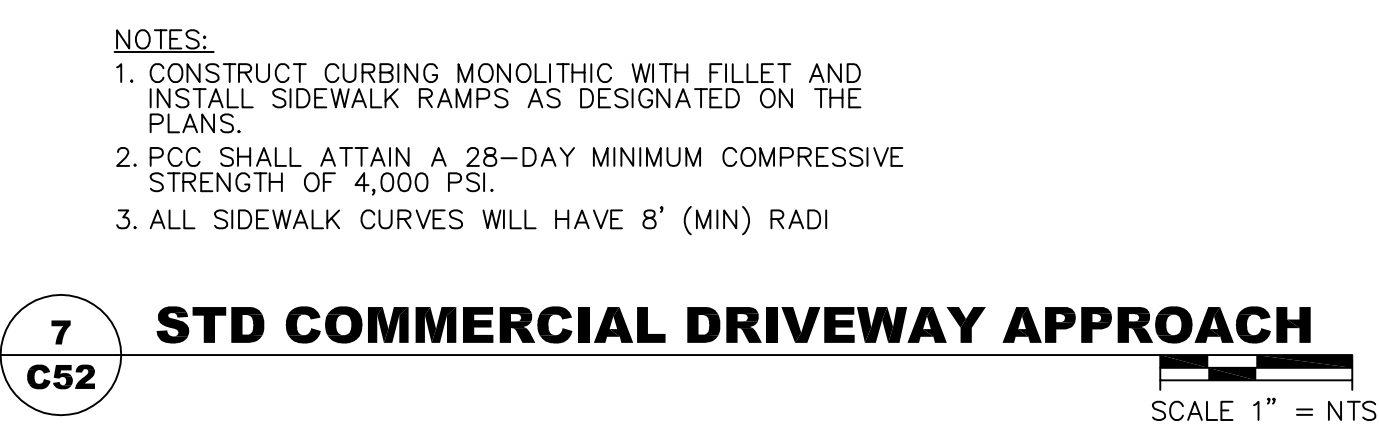 NOTES:
1. CONSTRUCT CURBING MONOLITHIC WITH FILLET AND
INSTALL SIDEWALK RAMPS AS DESIGNATED ON THE
PLANS.
2. PCC SHALL ATTAIN A 28–DAY MINIMUM COMPRESSIVE
STRENGTH OF 4,000 PSI.
3. ALL SIDEWALK CURVES WILL HAVE 8' (MIN) RADI
7
C52
STD COMMERCIAL DRIVEWAY APPROACH
SCALE 1" = NTS